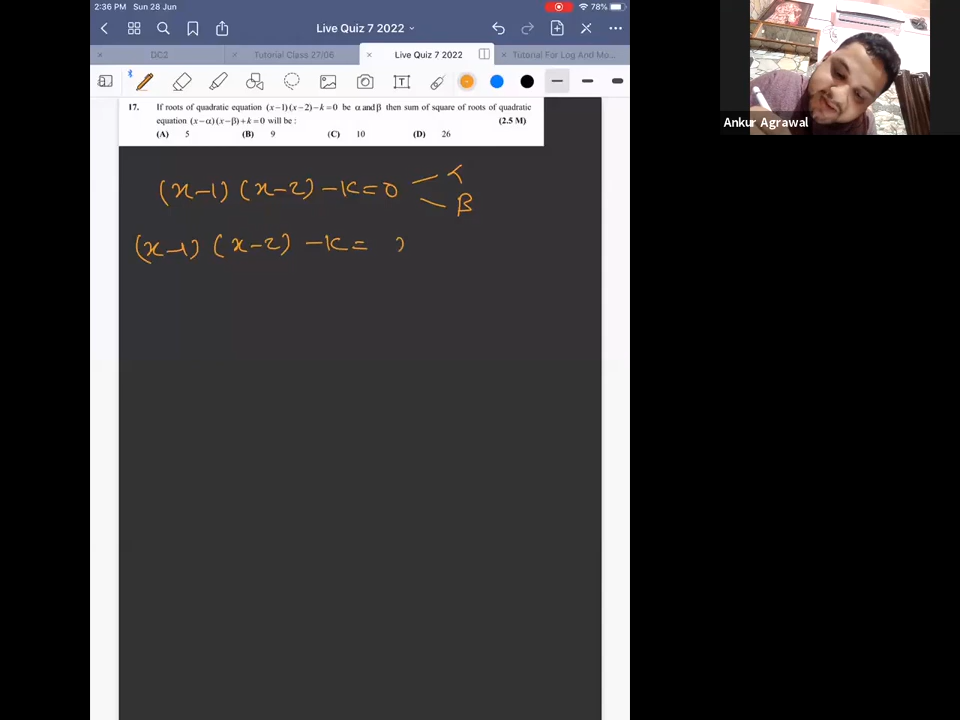 2:36 PM Sun 28 Jun
78%
Live Quiz 7 2022
DC2
Tutorial Class 27/06
Live Quiz 7 2022
Tutorial For Log And Mo...
17. If roots of quadratic equation (x−1)(x−2)−k=0 be α and β then sum of square of roots of quadratic
equation (x−α)(x−β)+k=0 will be : (2.5 M)
(A) 5 (B) 9 (C) 10 (D) 26
(x−1)(x−2)−K=0 α
β
(x−1)(x−2)−K=
Ankur Agrawal